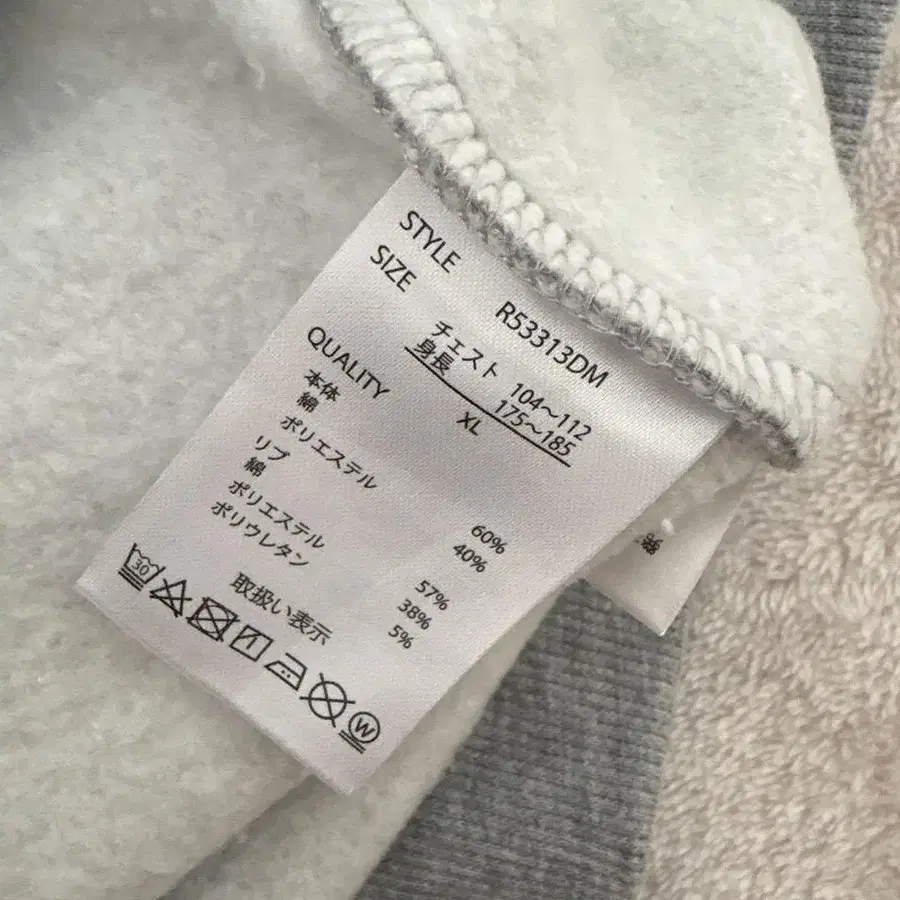 STYLE R53313DM
SIZE チェスト 104～112
身長 175～185
XL
QUALITY
本体
綿 60%
ポリエステル 40%
リブ
綿 57%
ポリエステル 38%
ポリウレタン 5%
取扱い表示
30
W